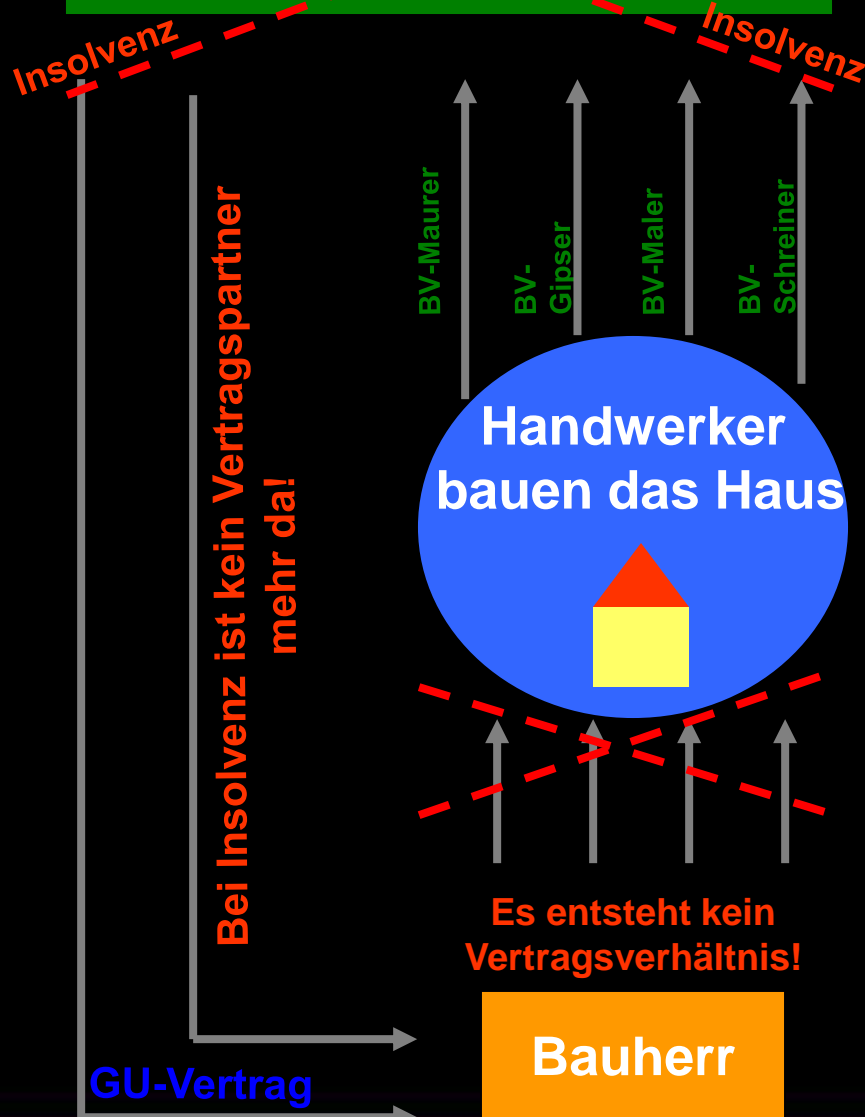 Insolvenz
Insolvenz
BV-Maurer
BV-
Gipser
BV-Maler
BV-
Schreiner
Bei Insolvenz ist kein Vertragspartner
mehr da!
Handwerker
bauen das Haus
Es entsteht kein
Vertragsverhältnis!
Bauherr
GU-Vertrag